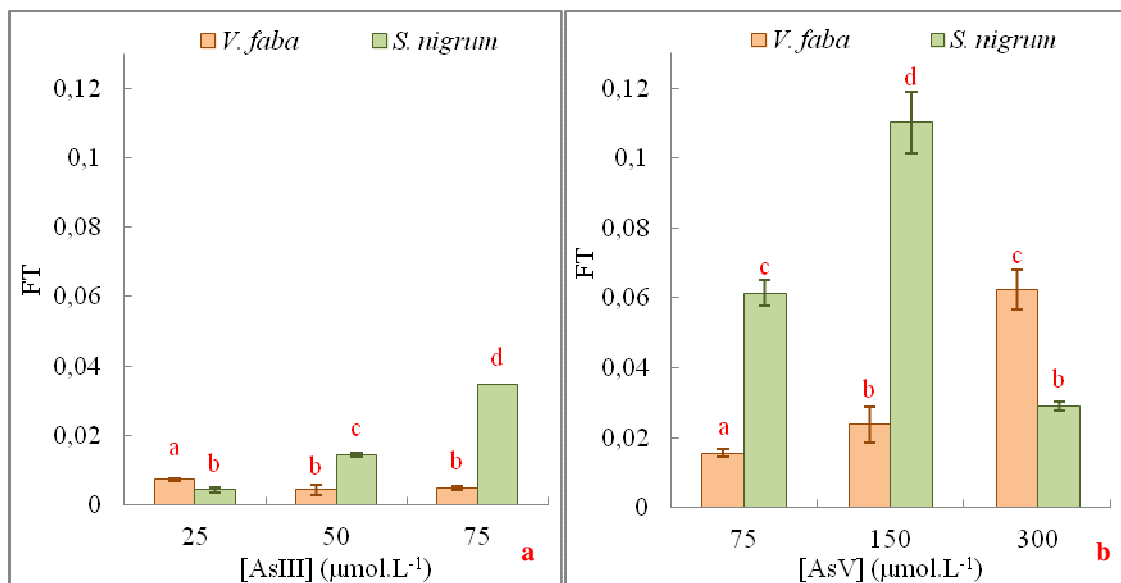 V. faba S. nigrum
0,12
0,1
0,08
0,06
0,04
0,02
0
FT
a b b c b d
25 50 75
[AsIII] (μmol.L⁻¹)
a
V. faba S. nigrum
0,12
0,1
0,08
0,06
0,04
0,02
0
FT
a c b d c b
75 150 300
[AsV] (μmol.L⁻¹)
b